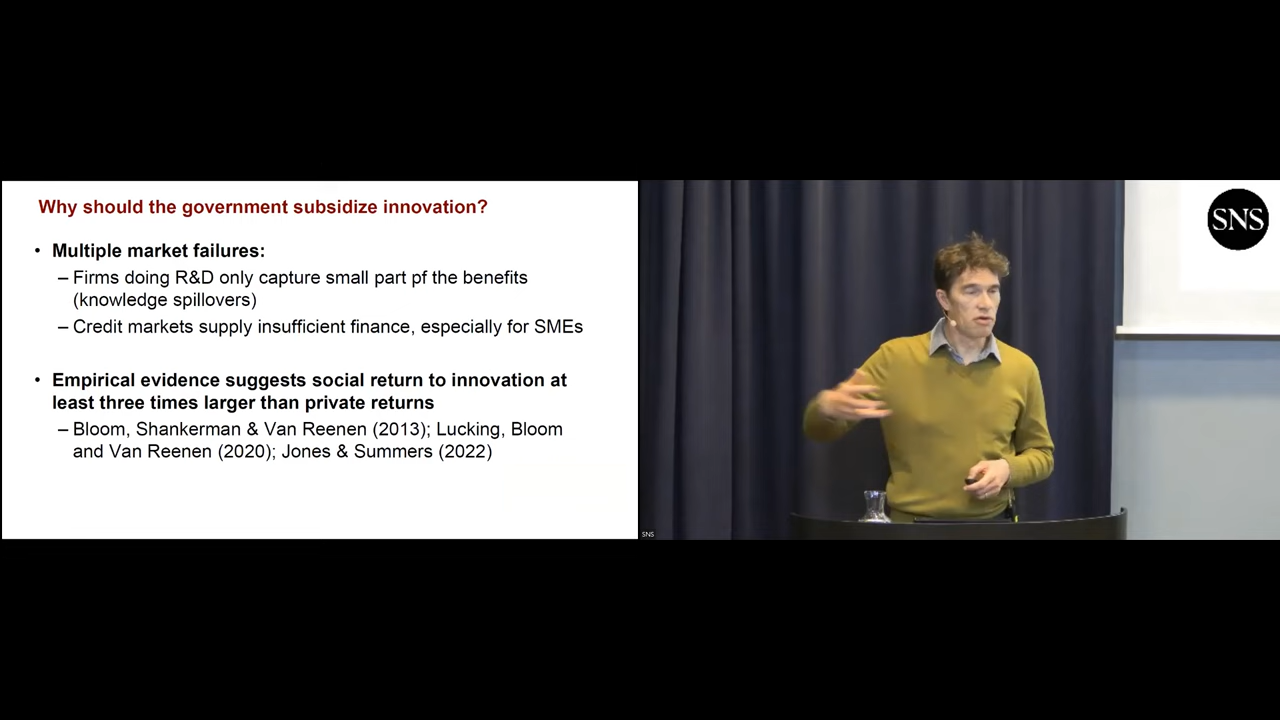 Why should the government subsidize innovation?
• Multiple market failures:
– Firms doing R&D only capture small part pf the benefits
(knowledge spillovers)
– Credit markets supply insufficient finance, especially for SMEs
• Empirical evidence suggests social return to innovation at
least three times larger than private returns
– Bloom, Shankerman & Van Reenen (2013); Lucking, Bloom
and Van Reenen (2020); Jones & Summers (2022)
SNS
SNS